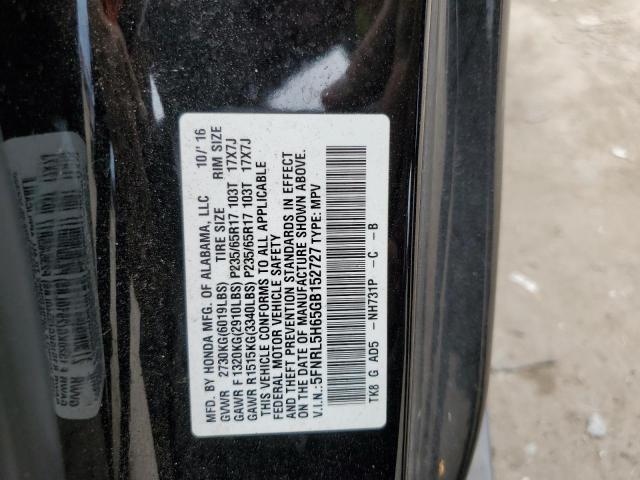 MFD. BY HONDA MFG. OF ALABAMA, LLC 10/'16
GVWR 2730KG(6019LBS) TIRE SIZE RIM SIZE
GAWR F 1320KG(2910LBS) P235/65R17 103T 17X7J
GAWR R 1515KG(3340LBS) P235/65R17 103T 17X7J
THIS VEHICLE CONFORMS TO ALL APPLICABLE
FEDERAL MOTOR VEHICLE SAFETY
AND THEFT PREVENTION STANDARDS IN EFFECT
ON THE DATE OF MANUFACTURE SHOWN ABOVE.
V.I.N.:5FNRL5H65GB152727 TYPE: MPV
TK8 G AD5 -NH731P -C -B